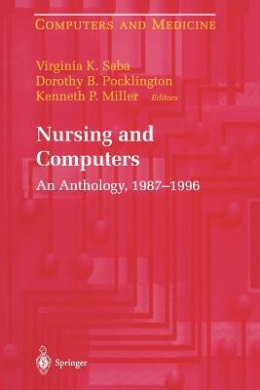 COMPUTERS AND MEDICINE
Virginia K. Saba
Dorothy B. Pocklington
Kenneth P. Miller Editors
Nursing and
Computers
An Anthology, 1987–1996
Springer